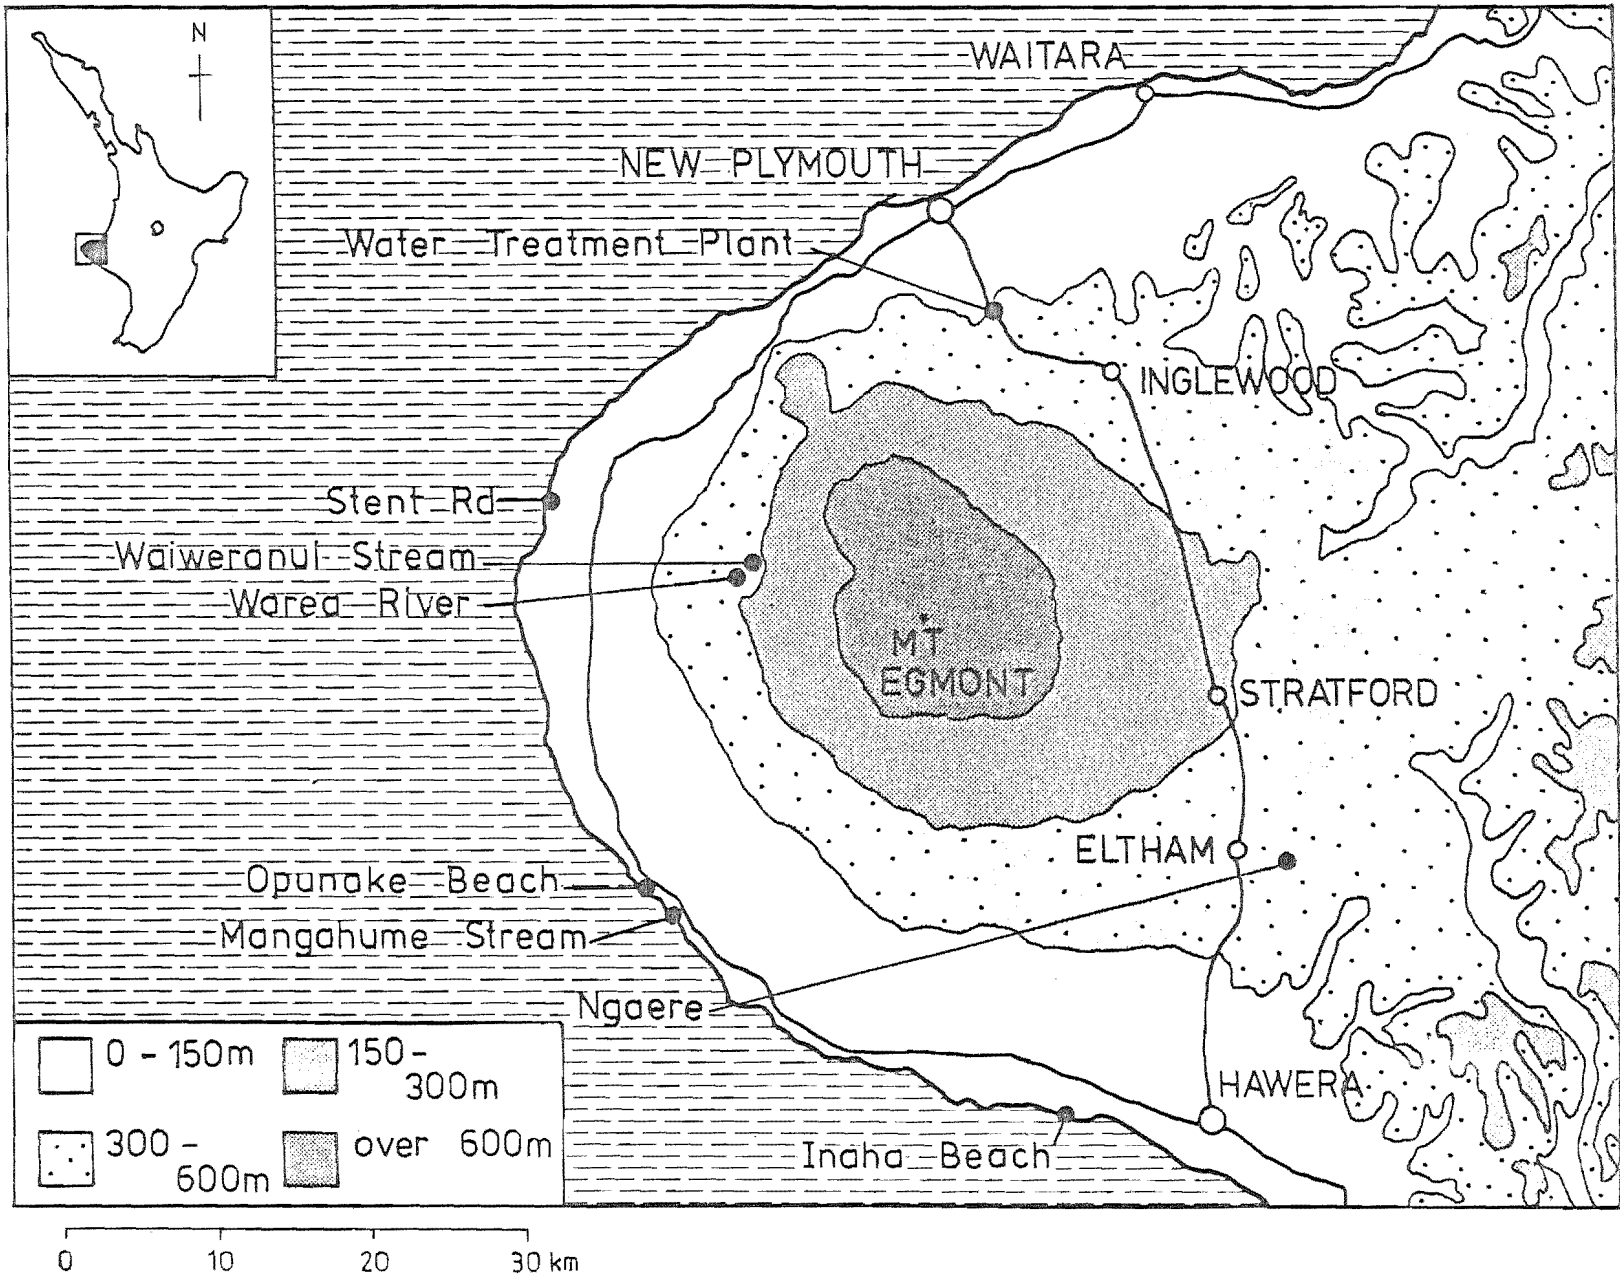 N
WAITARA
NEW PLYMOUTH
Water Treatment Plant
INGLEWOOD
Stent Rd
Waiweranui Stream
Warea River
MT
EGMONT
STRATFORD
ELTHAM
Opunake Beach
Mangahume Stream
Ngaere
HAWERA
Inaha Beach
0 - 150m
150 -
300m
300 -
600m
over 600m
0 10 20 30 km